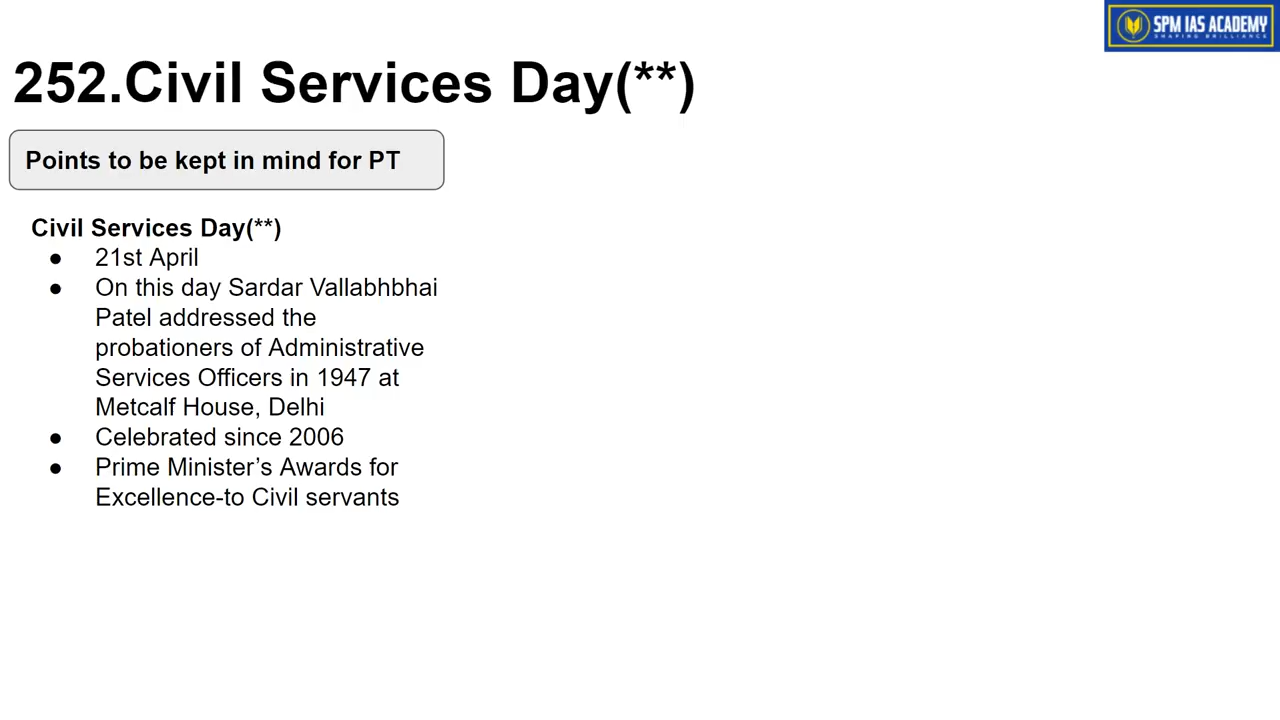 SPM IAS ACADEMY
SHAPING BRILLIANCE
252.Civil Services Day(**)
Points to be kept in mind for PT
Civil Services Day(**)
● 21st April
● On this day Sardar Vallabhbhai
Patel addressed the
probationers of Administrative
Services Officers in 1947 at
Metcalf House, Delhi
● Celebrated since 2006
● Prime Minister’s Awards for
Excellence-to Civil servants